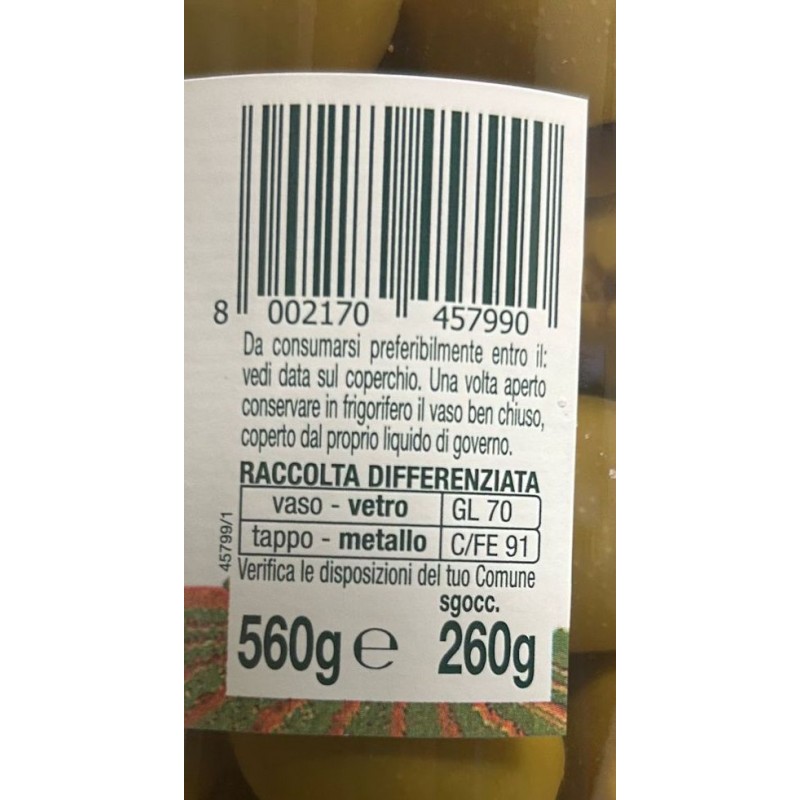 8 002170 457990
Da consumarsi preferibilmente entro il:
vedi data sul coperchio. Una volta aperto
conservare in frigorifero il vaso ben chiuso,
coperto dal proprio liquido di governo.
RACCOLTA DIFFERENZIATA
vaso - vetro GL 70
tappo - metallo C/FE 91
45799/1
Verifica le disposizioni del tuo Comune
sgocc.
560g e 260g